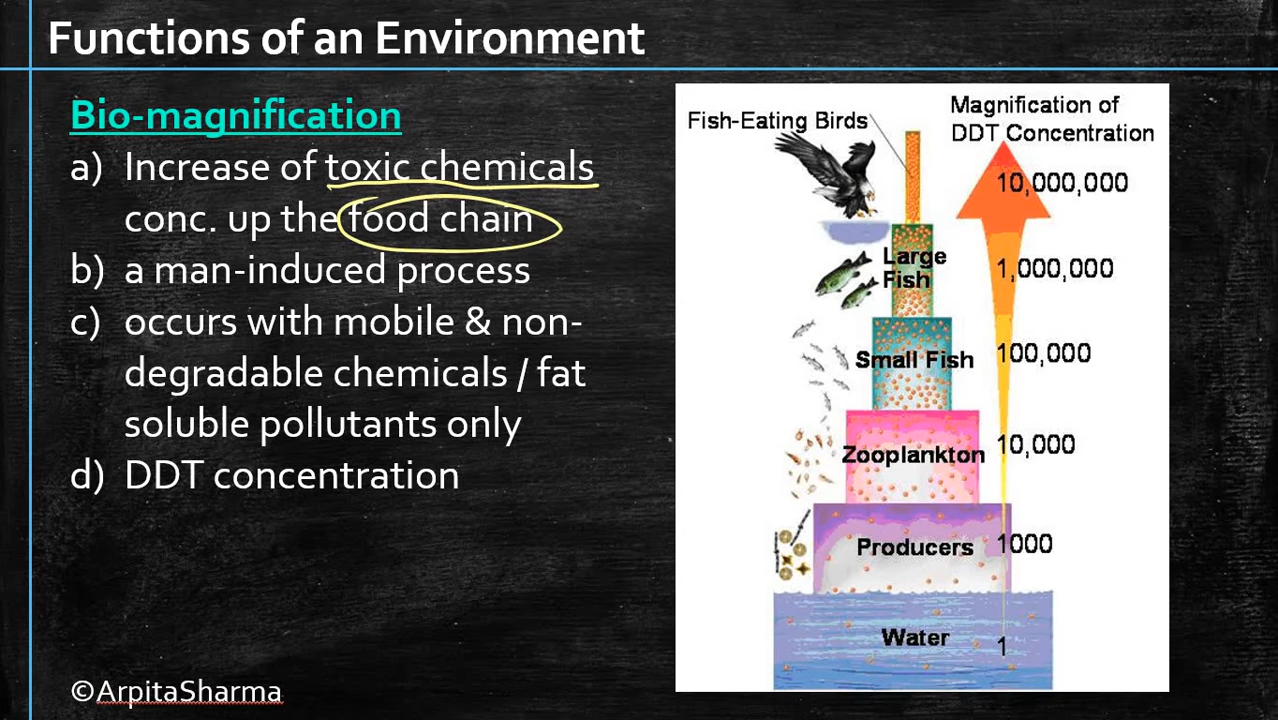 Functions of an Environment
Bio-magnification
a) Increase of toxic chemicals
conc. up the food chain
b) a man-induced process
c) occurs with mobile & non-
degradable chemicals / fat
soluble pollutants only
d) DDT concentration
©ArpitaSharma
Fish-Eating Birds
Magnification of
DDT Concentration
10,000,000
Large
Fish
1,000,000
Small Fish
100,000
Zooplankton
10,000
Producers
1000
Water
1